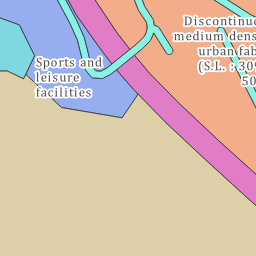 Sports and
leisure
facilities
Discontinuo
medium dens
urban fab
(S.L. : 30
50